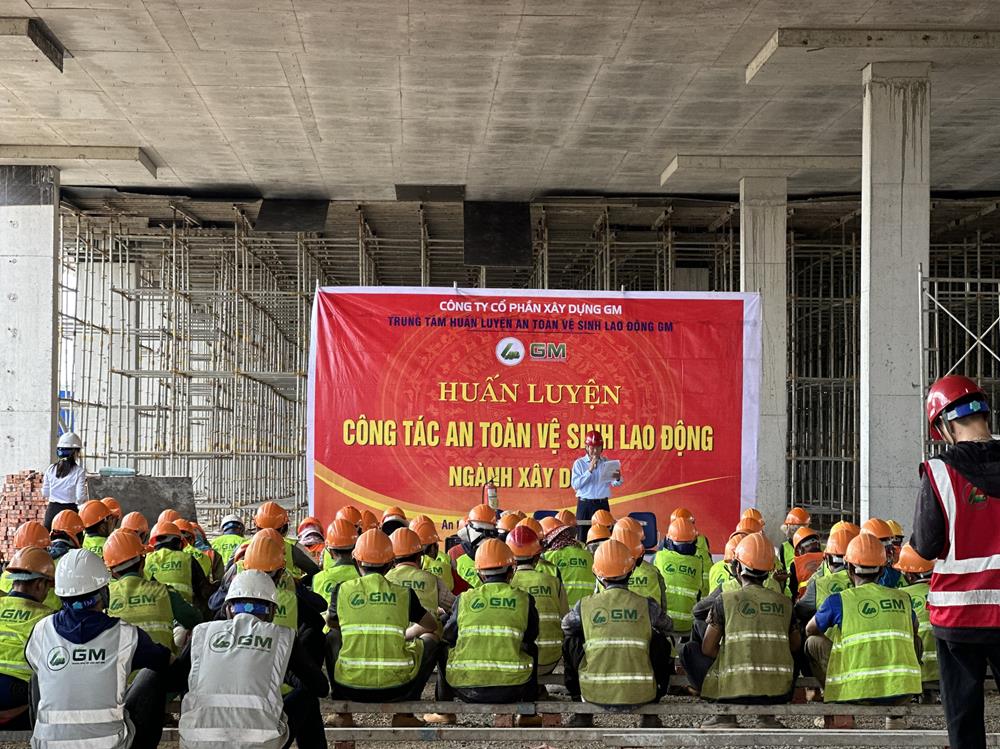 CÔNG TY CỔ PHẦN XÂY DỰNG GM
TRUNG TÂM HUẤN LUYỆN AN TOÀN VỆ SINH LAO ĐỘNG GM
GM
HUẤN LUYỆN
CÔNG TÁC AN TOÀN VỆ SINH LAO ĐỘNG
NGÀNH XÂY
GM
GM
GM
GM
GM
GM
GM
GM
GM